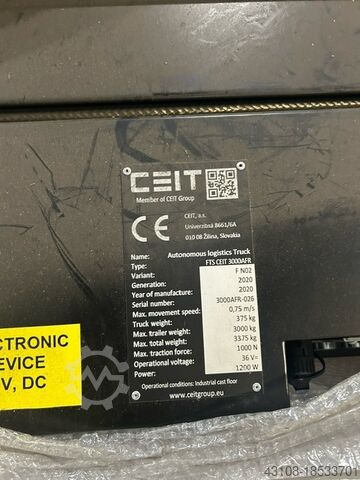 CEIT
Member of CEIT Group
CE
CEIT, a.s.
Univerzitná 8661/6A
010 08 Žilina, Slovakia
Name: Autonomous logistics Truck
Type: FTS CEIT 3000AFR
Variant: F N02
Generation: 2020
Year of manufacture: 2020
Serial number: 3000AFR-026
Max. movement speed: 0,75 m/s
Truck weight: 375 kg
Max. trailer weight: 3000 kg
Max. total weight: 3375 kg
Max. traction force: 1000 N
Operational voltage: 36 V=
Power: 1200 W
Operational conditions: Industrial cast floor
www.ceitgroup.eu
CTRONIC
EVICE
V, DC
43108-18533701